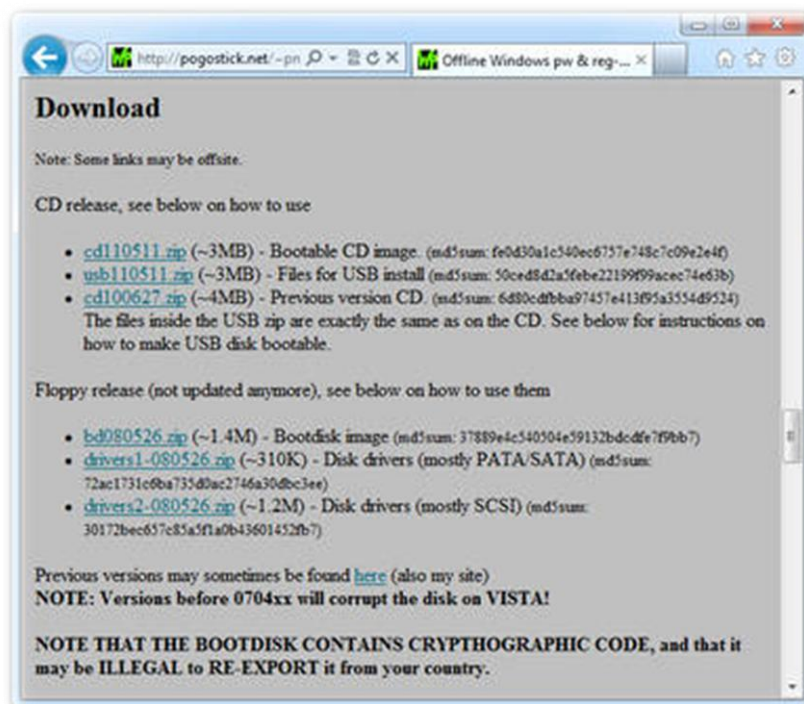 http://pogostick.net/~pn
Offline Windows pw & reg-...
Download
Note: Some links may be offsite.
CD release, see below on how to use
cd110511.zip (~3MB) - Bootable CD image. (md5sum: fe0d30a1c540ec6757e748c7c09e2e4f)
usb110511.zip (~3MB) - Files for USB install (md5sum: 50ced8d2a5febe22199f99acec74e63b)
cd100627.zip (~4MB) - Previous version CD. (md5sum: 6d80cdfbba97457e413f95a3554d9524)
The files inside the USB zip are exactly the same as on the CD. See below for instructions on
how to make USB disk bootable.
Floppy release (not updated anymore), see below on how to use them
bd080526.zip (~1.4M) - Bootdisk image (md5sum: 37889e4c540504e59132bdcdfe7f9bb7)
drivers1-080526.zip (~310K) - Disk drivers (mostly PATA/SATA) (md5sum:
72ac1731c6ba735d0ac2746a30dbc3ee)
drivers2-080526.zip (~1.2M) - Disk drivers (mostly SCSI) (md5sum:
30172bec657c85a5f1a0b43601452fb7)
Previous versions may sometimes be found here (also my site)
NOTE: Versions before 0704xx will corrupt the disk on VISTA!
NOTE THAT THE BOOTDISK CONTAINS CRYPTHOGRAPHIC CODE, and that it
may be ILLEGAL to RE-EXPORT it from your country.